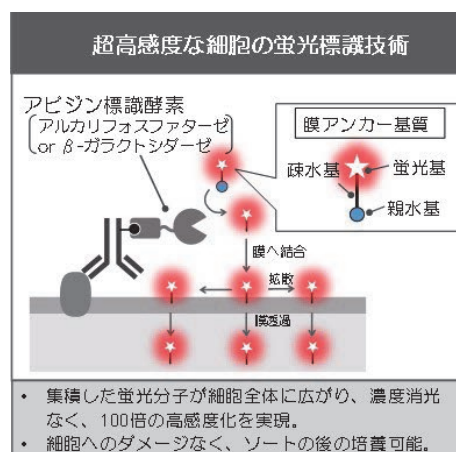 超高感度な細胞の蛍光標識技術
アビジン標識酵素
アルカリフォスファターゼ
or β-ガラクトシダーゼ
膜アンカー基質
疎水基
蛍光基
親水基
膜へ結合
拡散
膜透過
• 集積した蛍光分子が細胞全体に広がり、濃度消光
なく、100倍の高感度化を実現。
• 細胞へのダメージなく、ソートの後の培養可能。